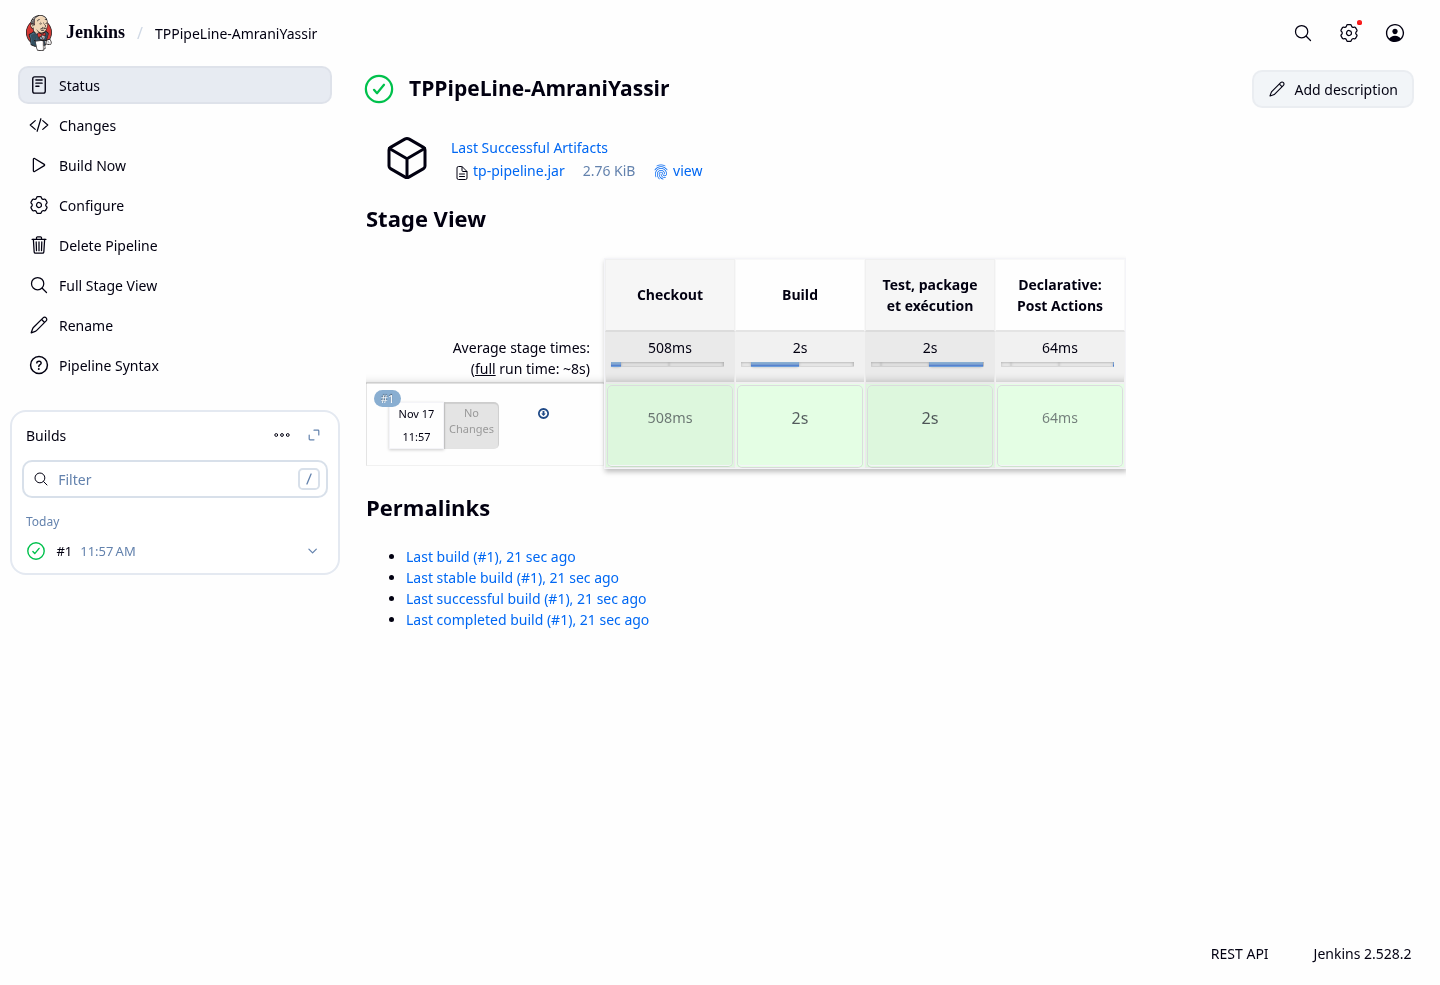 Jenkins / TPPipeLine-AmraniYassir
Status
Changes
Build Now
Configure
Delete Pipeline
Full Stage View
Rename
Pipeline Syntax
Builds
Filter /
Today
#1 11:57 AM
TPPipeLine-AmraniYassir
Add description
Last Successful Artifacts
tp-pipeline.jar 2.76 KiB view
Stage View
Checkout
Build
Test, package
et exécution
Declarative:
Post Actions
Average stage times:
(full run time: ~8s)
508ms 2s 2s 64ms
#1
Nov 17
11:57
No
Changes
508ms 2s 2s 64ms
Permalinks
Last build (#1), 21 sec ago
Last stable build (#1), 21 sec ago
Last successful build (#1), 21 sec ago
Last completed build (#1), 21 sec ago
REST API Jenkins 2.528.2